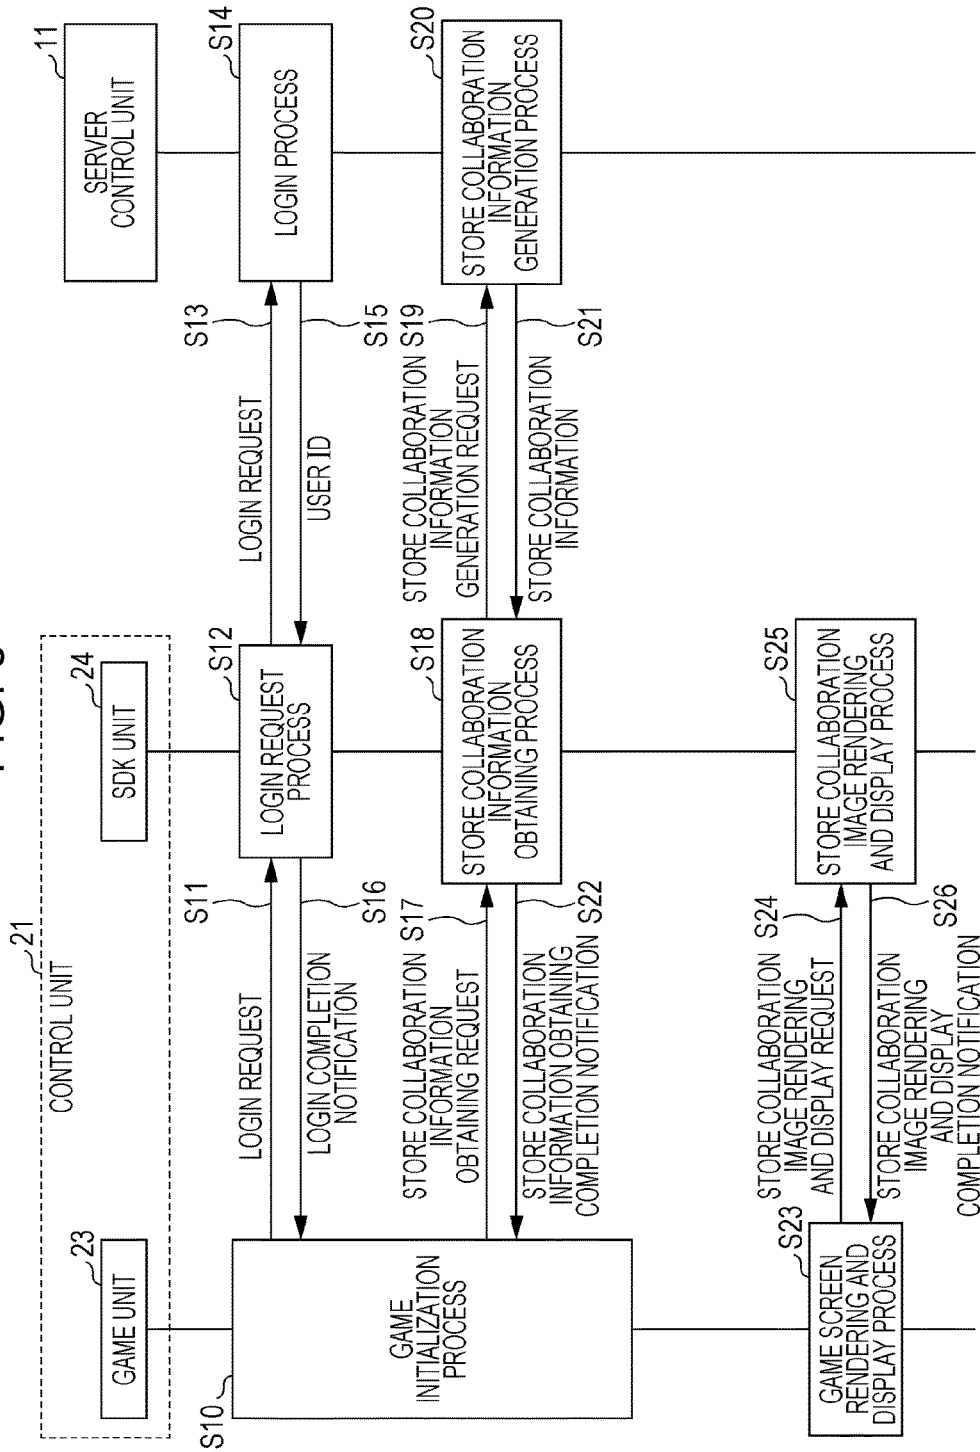 21
CONTROL UNIT
23
GAME UNIT
24
SDK UNIT
11
SERVER
CONTROL UNIT
S10
GAME
INITIALIZATION
PROCESS
S11
LOGIN REQUEST
S12
LOGIN REQUEST
PROCESS
S13
LOGIN REQUEST
S14
LOGIN PROCESS
S15
USER ID
S16
LOGIN COMPLETION
NOTIFICATION
S17
STORE COLLABORATION
INFORMATION
OBTAINING REQUEST
S18
STORE COLLABORATION
INFORMATION
OBTAINING PROCESS
S19
STORE COLLABORATION
INFORMATION
GENERATION REQUEST
S20
STORE COLLABORATION
INFORMATION
GENERATION PROCESS
S21
STORE COLLABORATION
INFORMATION
S22
STORE COLLABORATION
INFORMATION OBTAINING
COMPLETION NOTIFICATION
S23
GAME SCREEN
RENDERING AND
DISPLAY PROCESS
S24
STORE COLLABORATION
IMAGE RENDERING
AND DISPLAY REQUEST
S25
STORE COLLABORATION
IMAGE RENDERING
AND DISPLAY PROCESS
S26
STORE COLLABORATION
IMAGE RENDERING
AND DISPLAY
COMPLETION NOTIFICATION